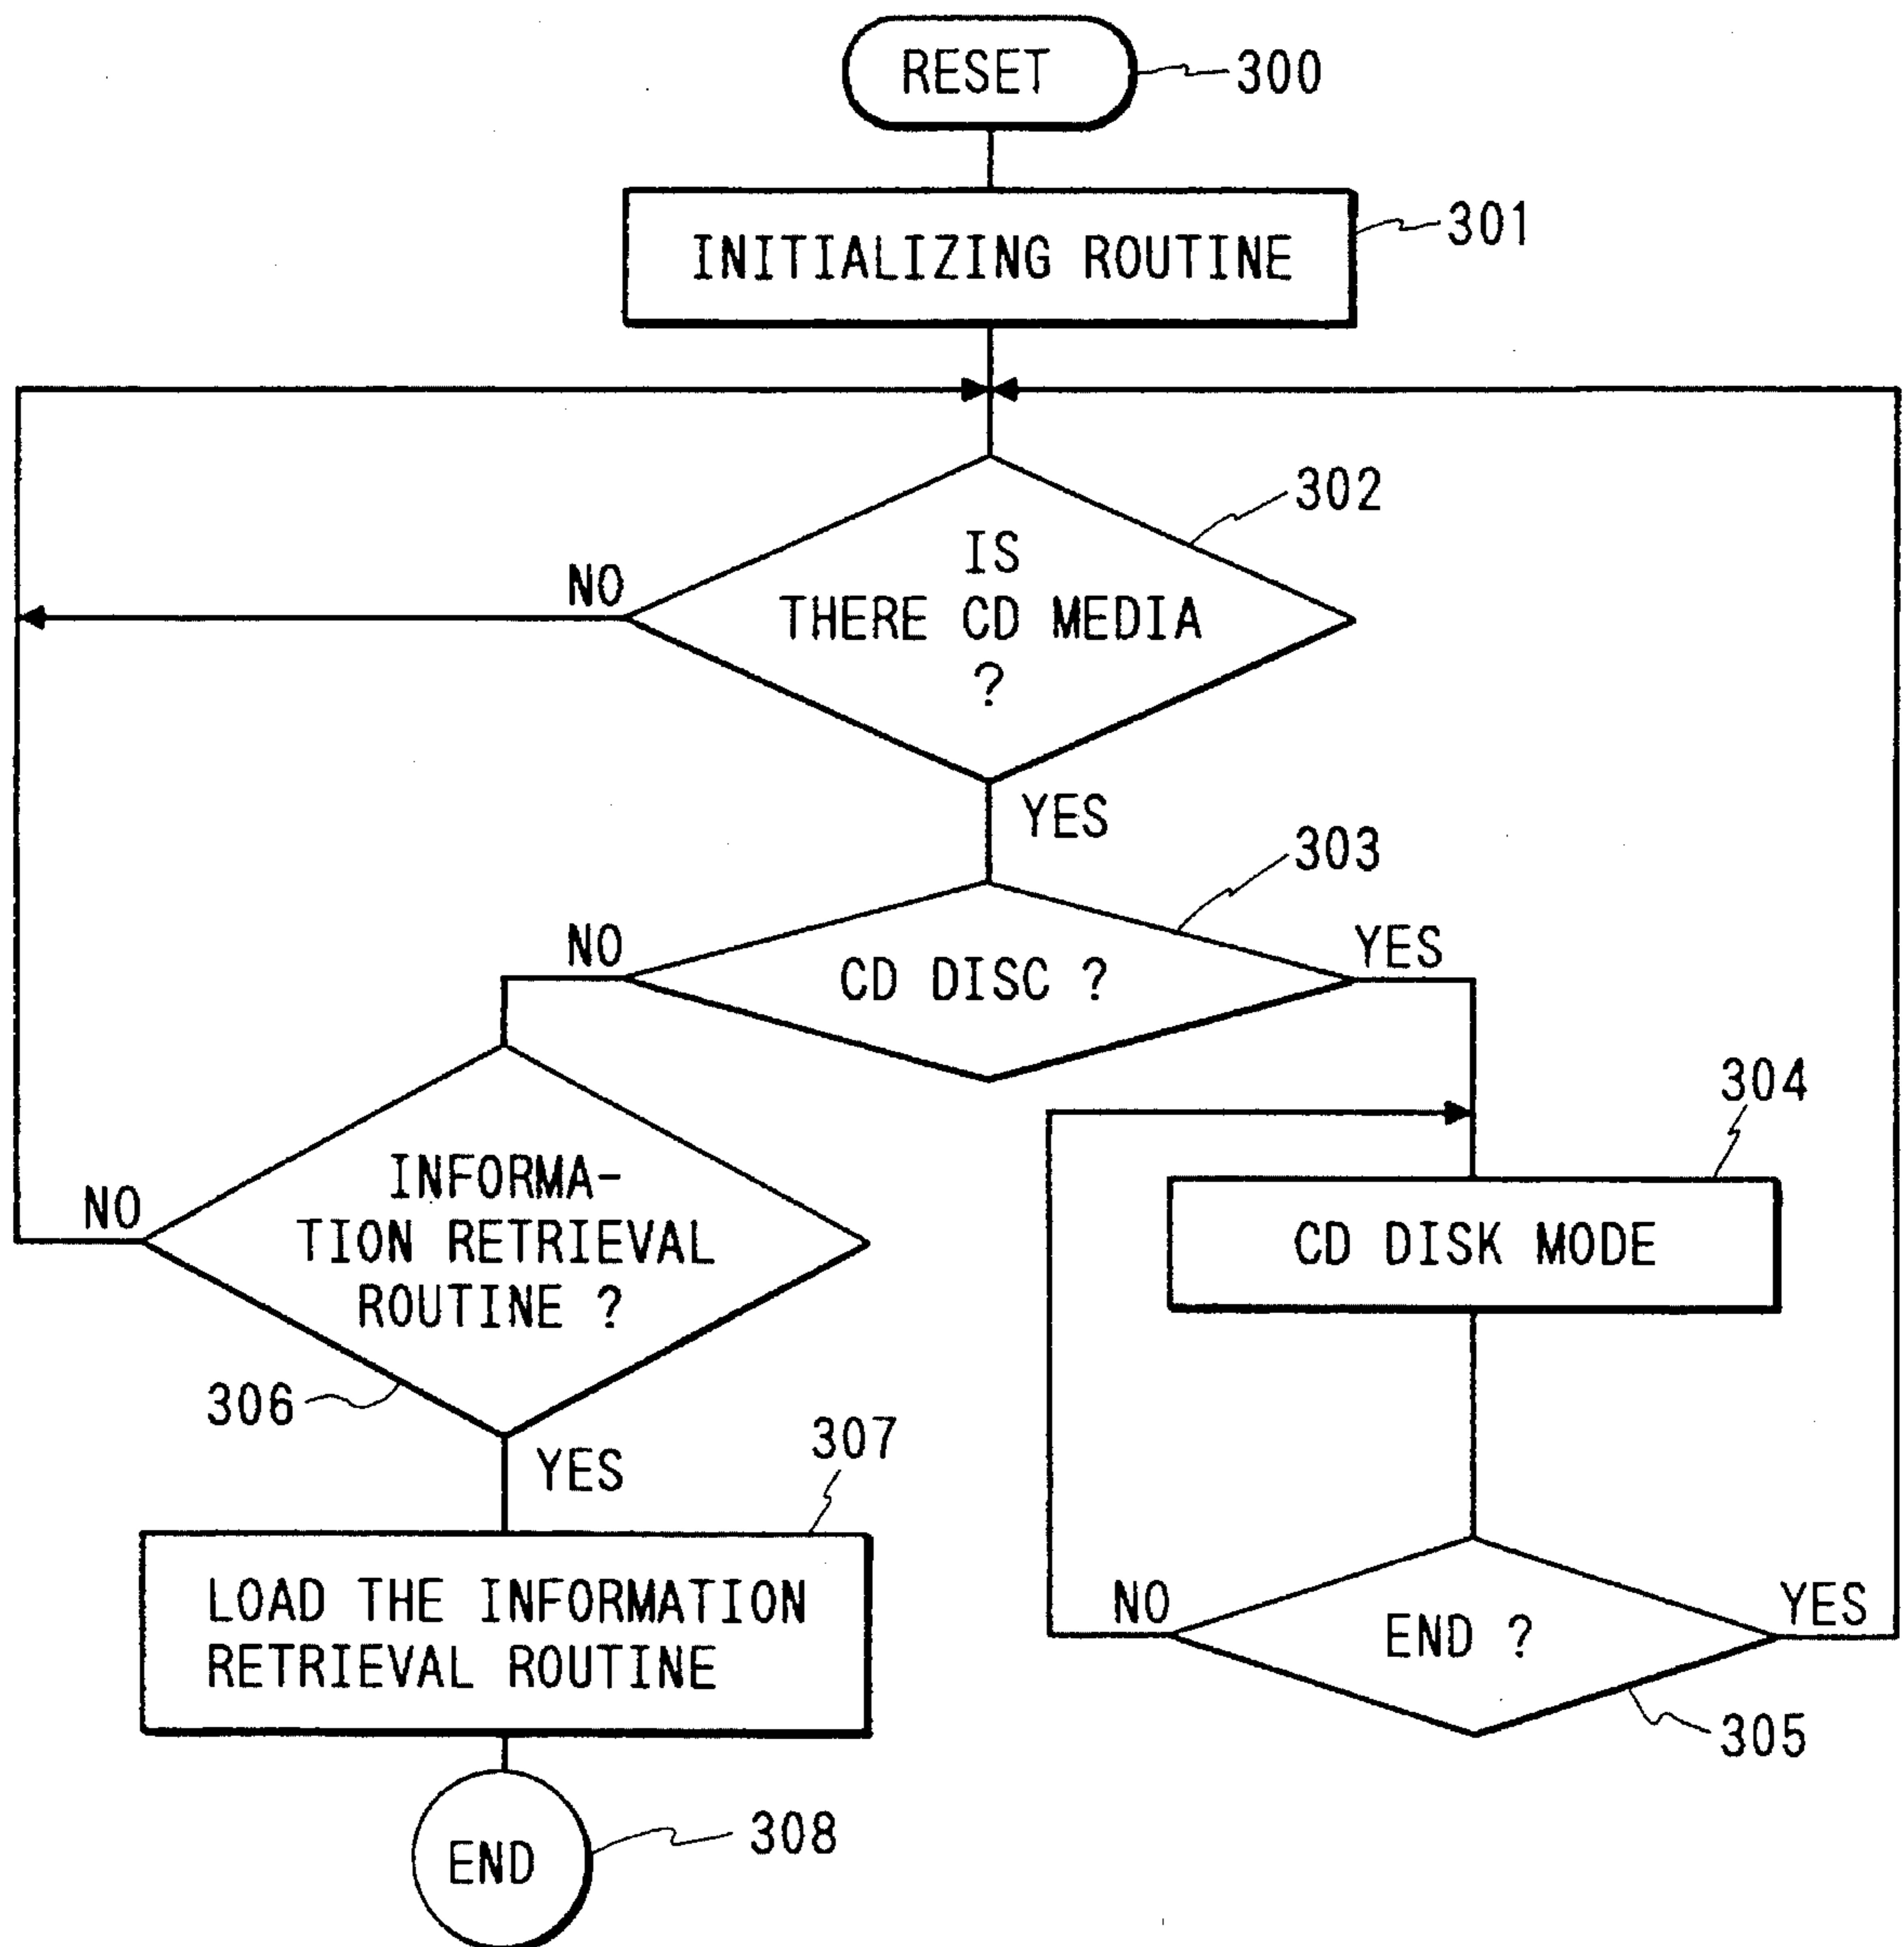 RESET
300
INITIALIZING ROUTINE
301
302
IS
THERE CD MEDIA
?
NO
YES
303
CD DISC ?
NO
YES
304
CD DISK MODE
INFORMA-
TION RETRIEVAL
ROUTINE ?
NO
306
YES
307
LOAD THE INFORMATION
RETRIEVAL ROUTINE
END ?
NO
YES
305
END
308